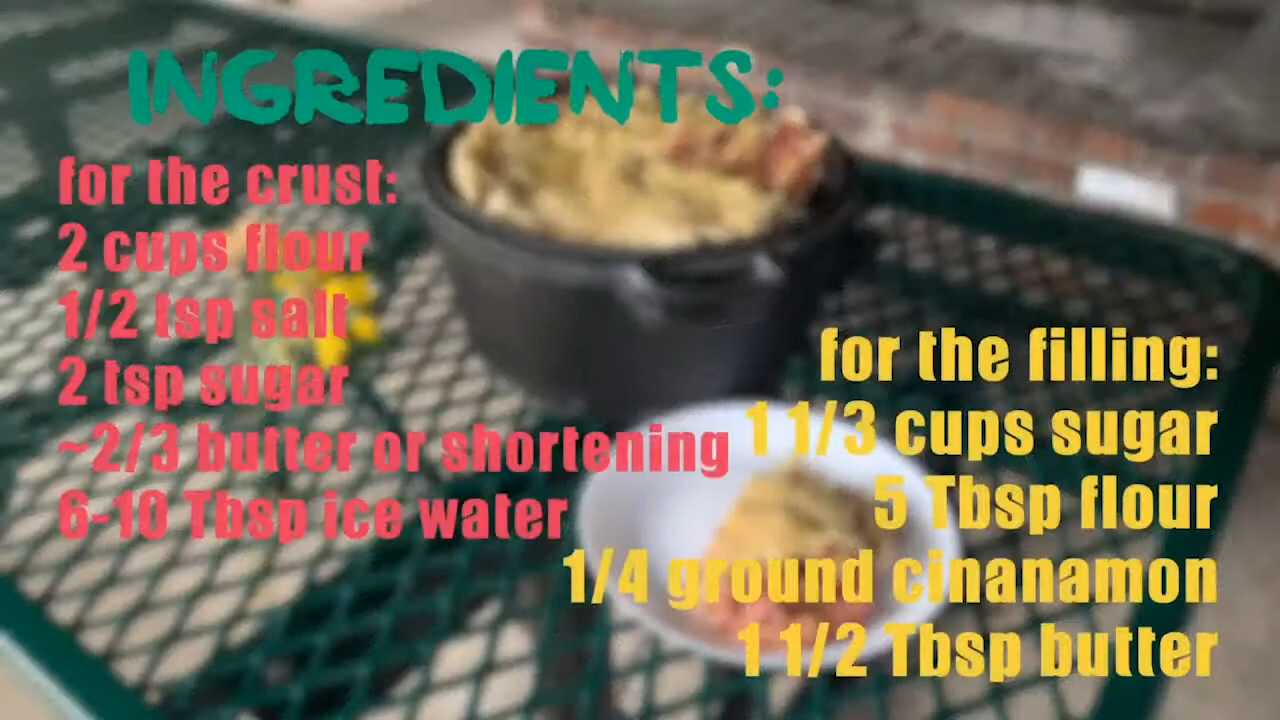 INGREDIENTS:
for the crust:
2 cups flour
1/2 tsp salt
2 tsp sugar
~2/3 butter or shortening
6-10 Tbsp ice water
for the filling:
1 1/3 cups sugar
5 Tbsp flour
1/4 ground cinanamon
1 1/2 Tbsp butter